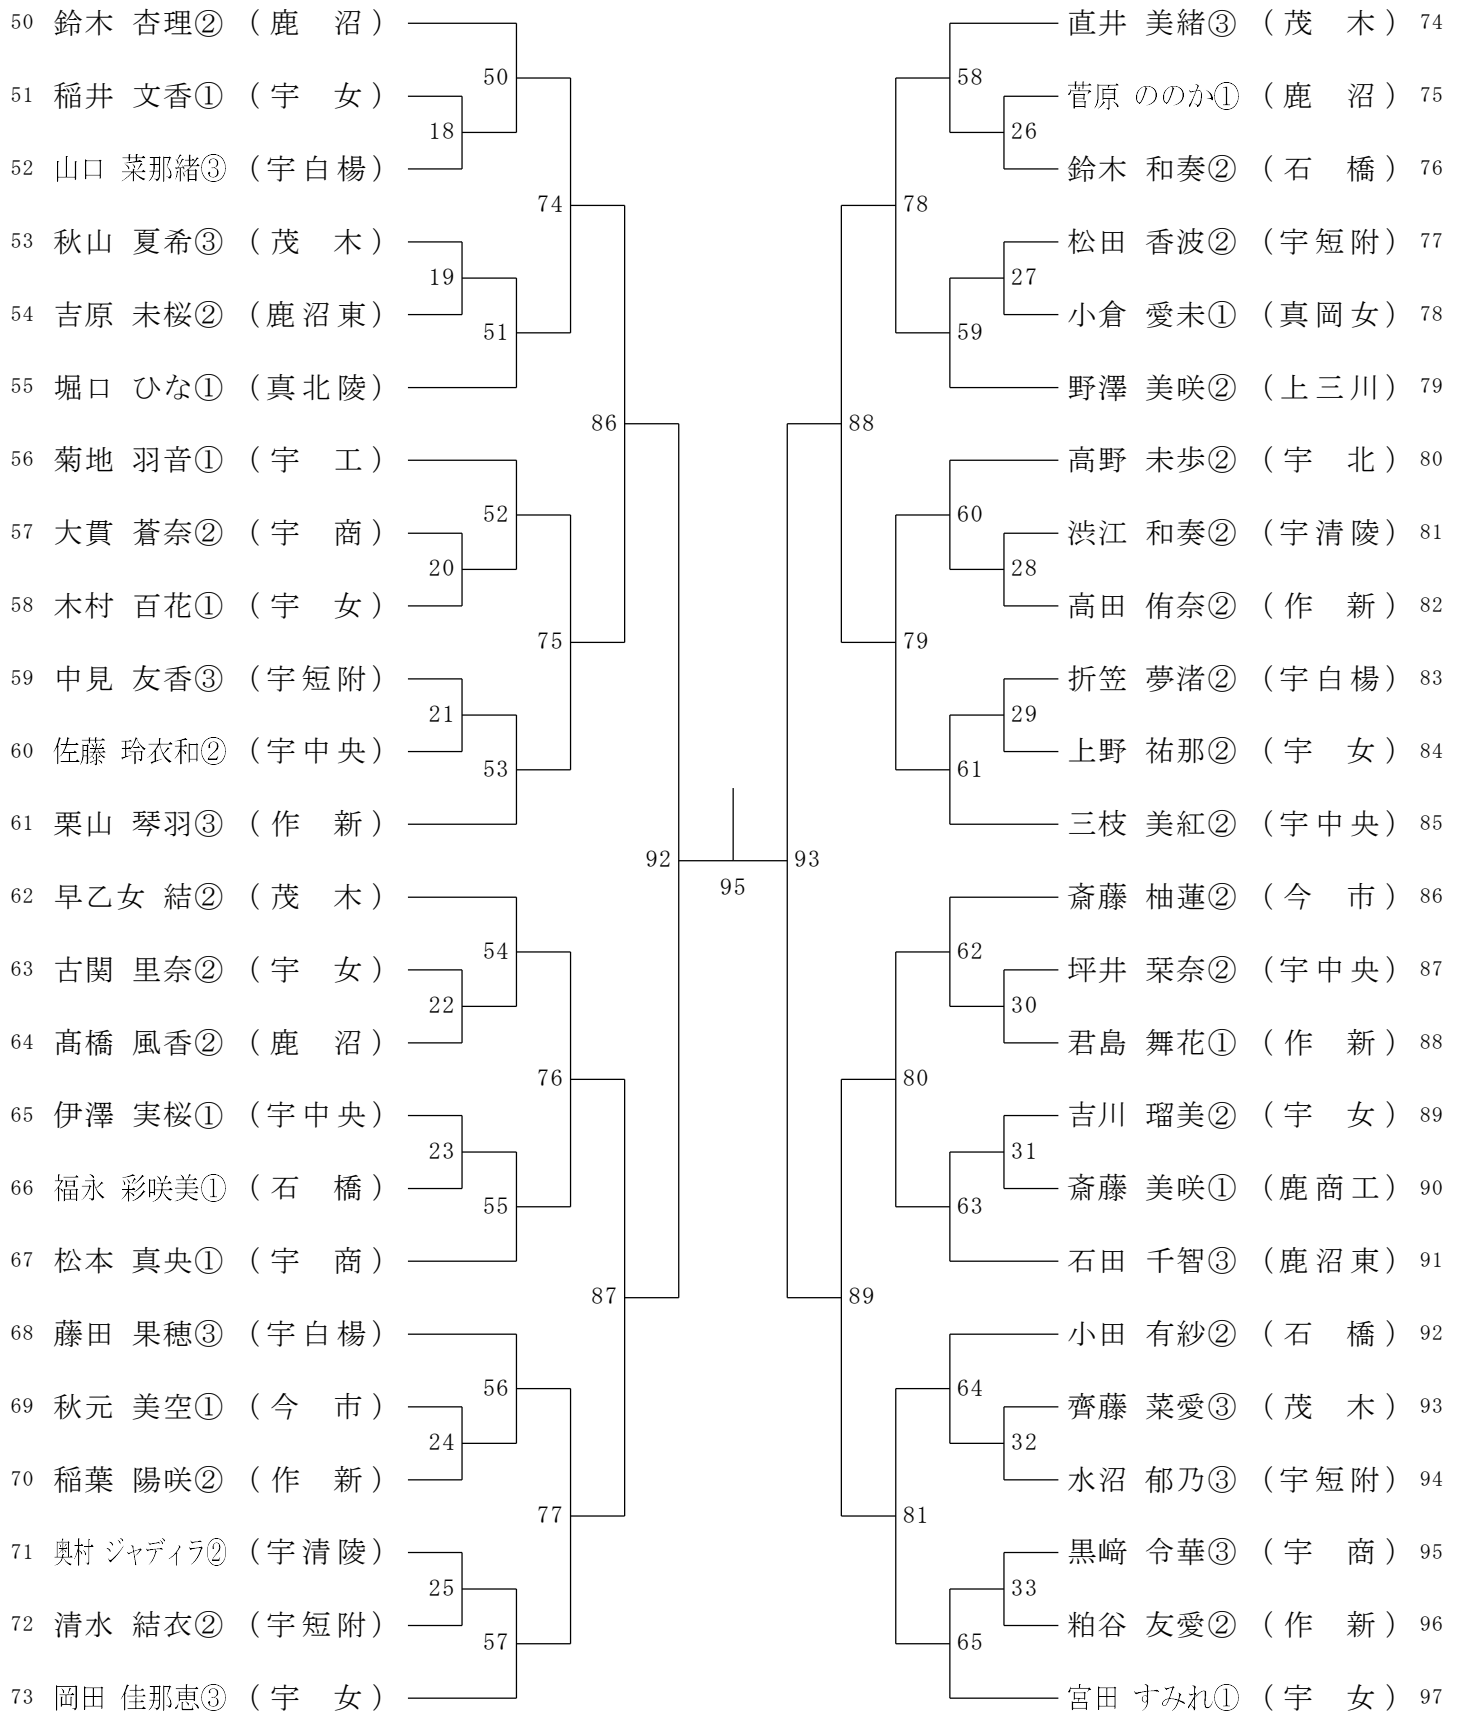 50 鈴木 杏理② (鹿 沼)
51 稲井 文香① (宇 女)
52 山口 菜那緒③ (宇白楊)
53 秋山 夏希③ (茂 木)
54 吉原 未桜② (鹿沼東)
55 堀口 ひな① (真北陵)
56 菊地 羽音① (宇 工)
57 大貫 蒼奈② (宇 商)
58 木村 百花① (宇 女)
59 中見 友香③ (宇短附)
60 佐藤 玲衣和② (宇中央)
61 栗山 琴羽③ (作 新)
62 早乙女 結② (茂 木)
63 古関 里奈② (宇 女)
64 髙橋 風香② (鹿 沼)
65 伊澤 実桜① (宇中央)
66 福永 彩咲美① (石 橋)
67 松本 真央① (宇 商)
68 藤田 果穂③ (宇白楊)
69 秋元 美空① (今 市)
70 稲葉 陽咲② (作 新)
71 奥村 ジャディラ② (宇清陵)
72 清水 結衣② (宇短附)
73 岡田 佳那恵③ (宇 女)
18
19
20
21
22
23
24
25
50
51
52
53
54
55
56
57
74
75
76
77
86
87
92
95
93
88
89
78
79
80
81
58
59
60
61
62
63
64
65
26
27
28
29
30
31
32
33
直井 美緒③ (茂 木) 74
菅原 ののか① (鹿 沼) 75
鈴木 和奏② (石 橋) 76
松田 香波② (宇短附) 77
小倉 愛未① (真岡女) 78
野澤 美咲② (上三川) 79
高野 未歩② (宇 北) 80
渋江 和奏② (宇清陵) 81
高田 侑奈② (作 新) 82
折笠 夢渚② (宇白楊) 83
上野 祐那② (宇 女) 84
三枝 美紅② (宇中央) 85
斎藤 柚蓮② (今 市) 86
坪井 栞奈② (宇中央) 87
君島 舞花① (作 新) 88
吉川 瑠美② (宇 女) 89
斎藤 美咲① (鹿商工) 90
石田 千智③ (鹿沼東) 91
小田 有紗② (石 橋) 92
齊藤 菜愛③ (茂 木) 93
水沼 郁乃③ (宇短附) 94
黒﨑 令華③ (宇 商) 95
粕谷 友愛② (作 新) 96
宮田 すみれ① (宇 女) 97